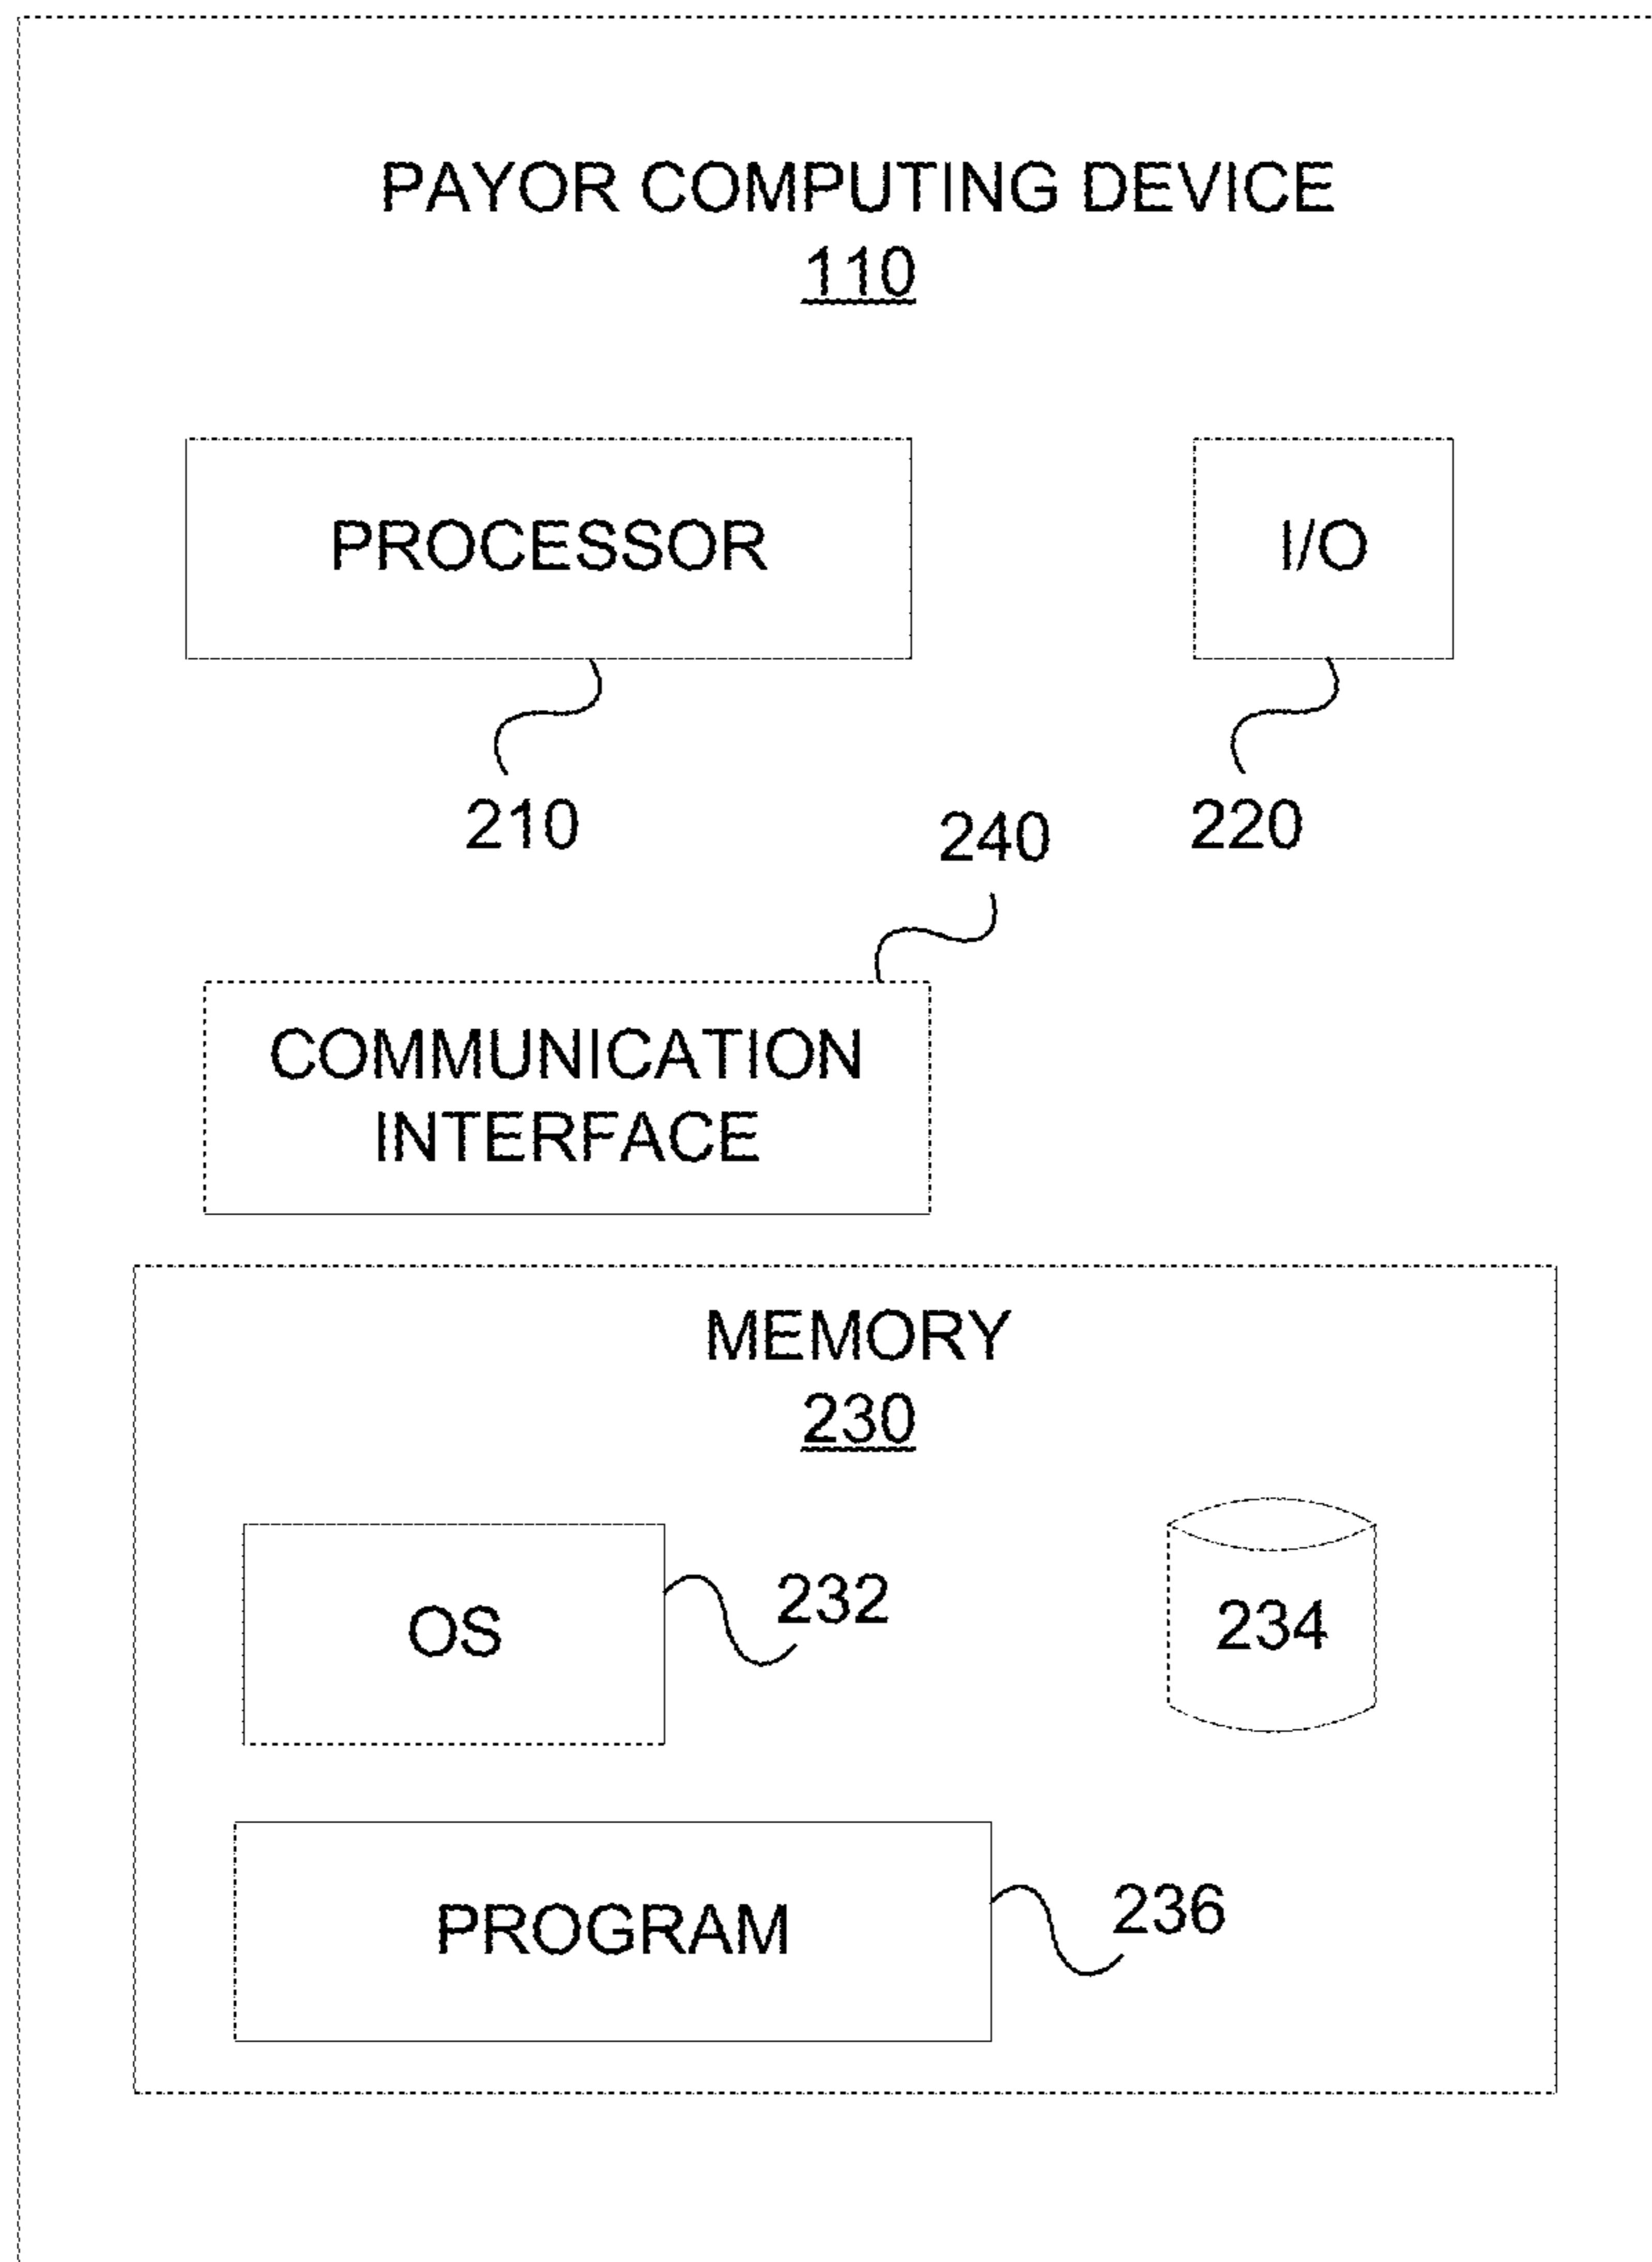 PAYOR COMPUTING DEVICE
110
PROCESSOR
I/O
210
220
240
COMMUNICATION
INTERFACE
MEMORY
230
OS
232
234
PROGRAM
236